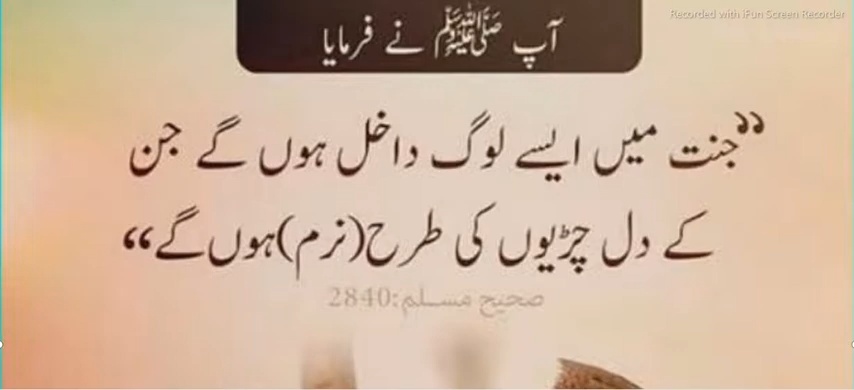 Recorded with iFun Screen Recorder
آپ ﷺ نے فرمایا
”جنت میں ایسے لوگ داخل ہوں گے جن
کے دل چڑیوں کی طرح(نرم)ہوں گے“
صحیح مسلم:2840